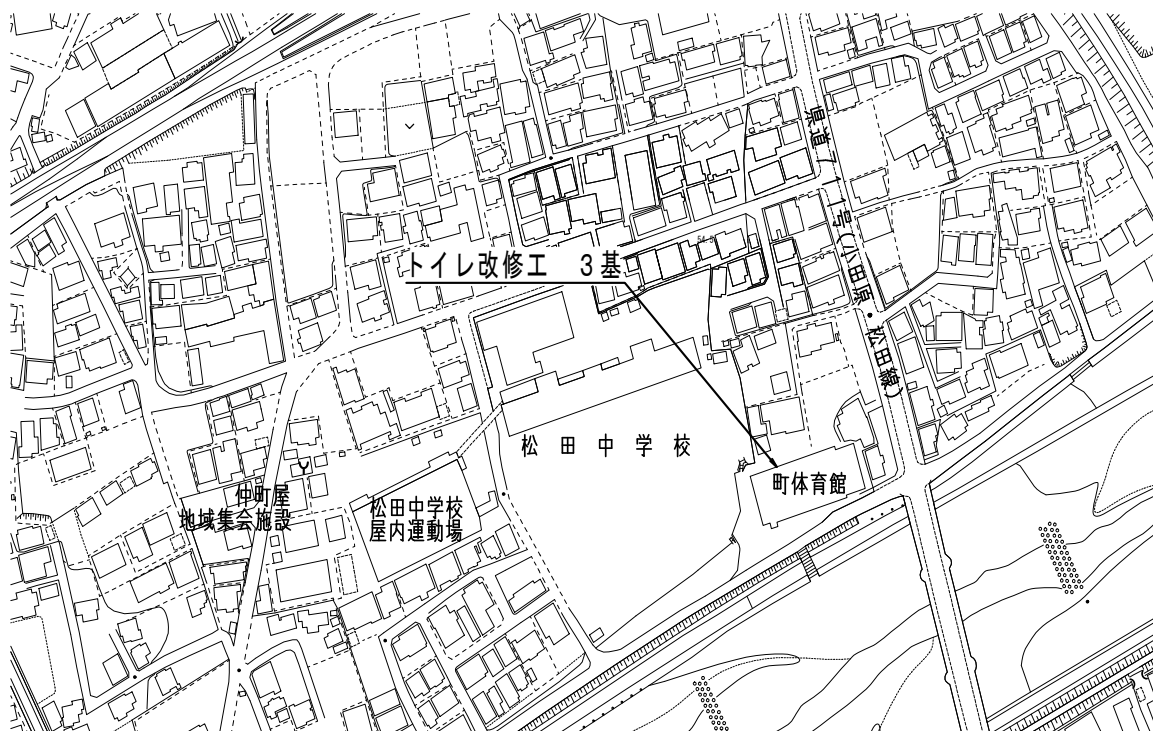 県道711号(小田原・松田線)
トイレ改修工　3基
松田中学校
町体育館
仲町屋
地域集会施設
松田中学校
屋内運動場